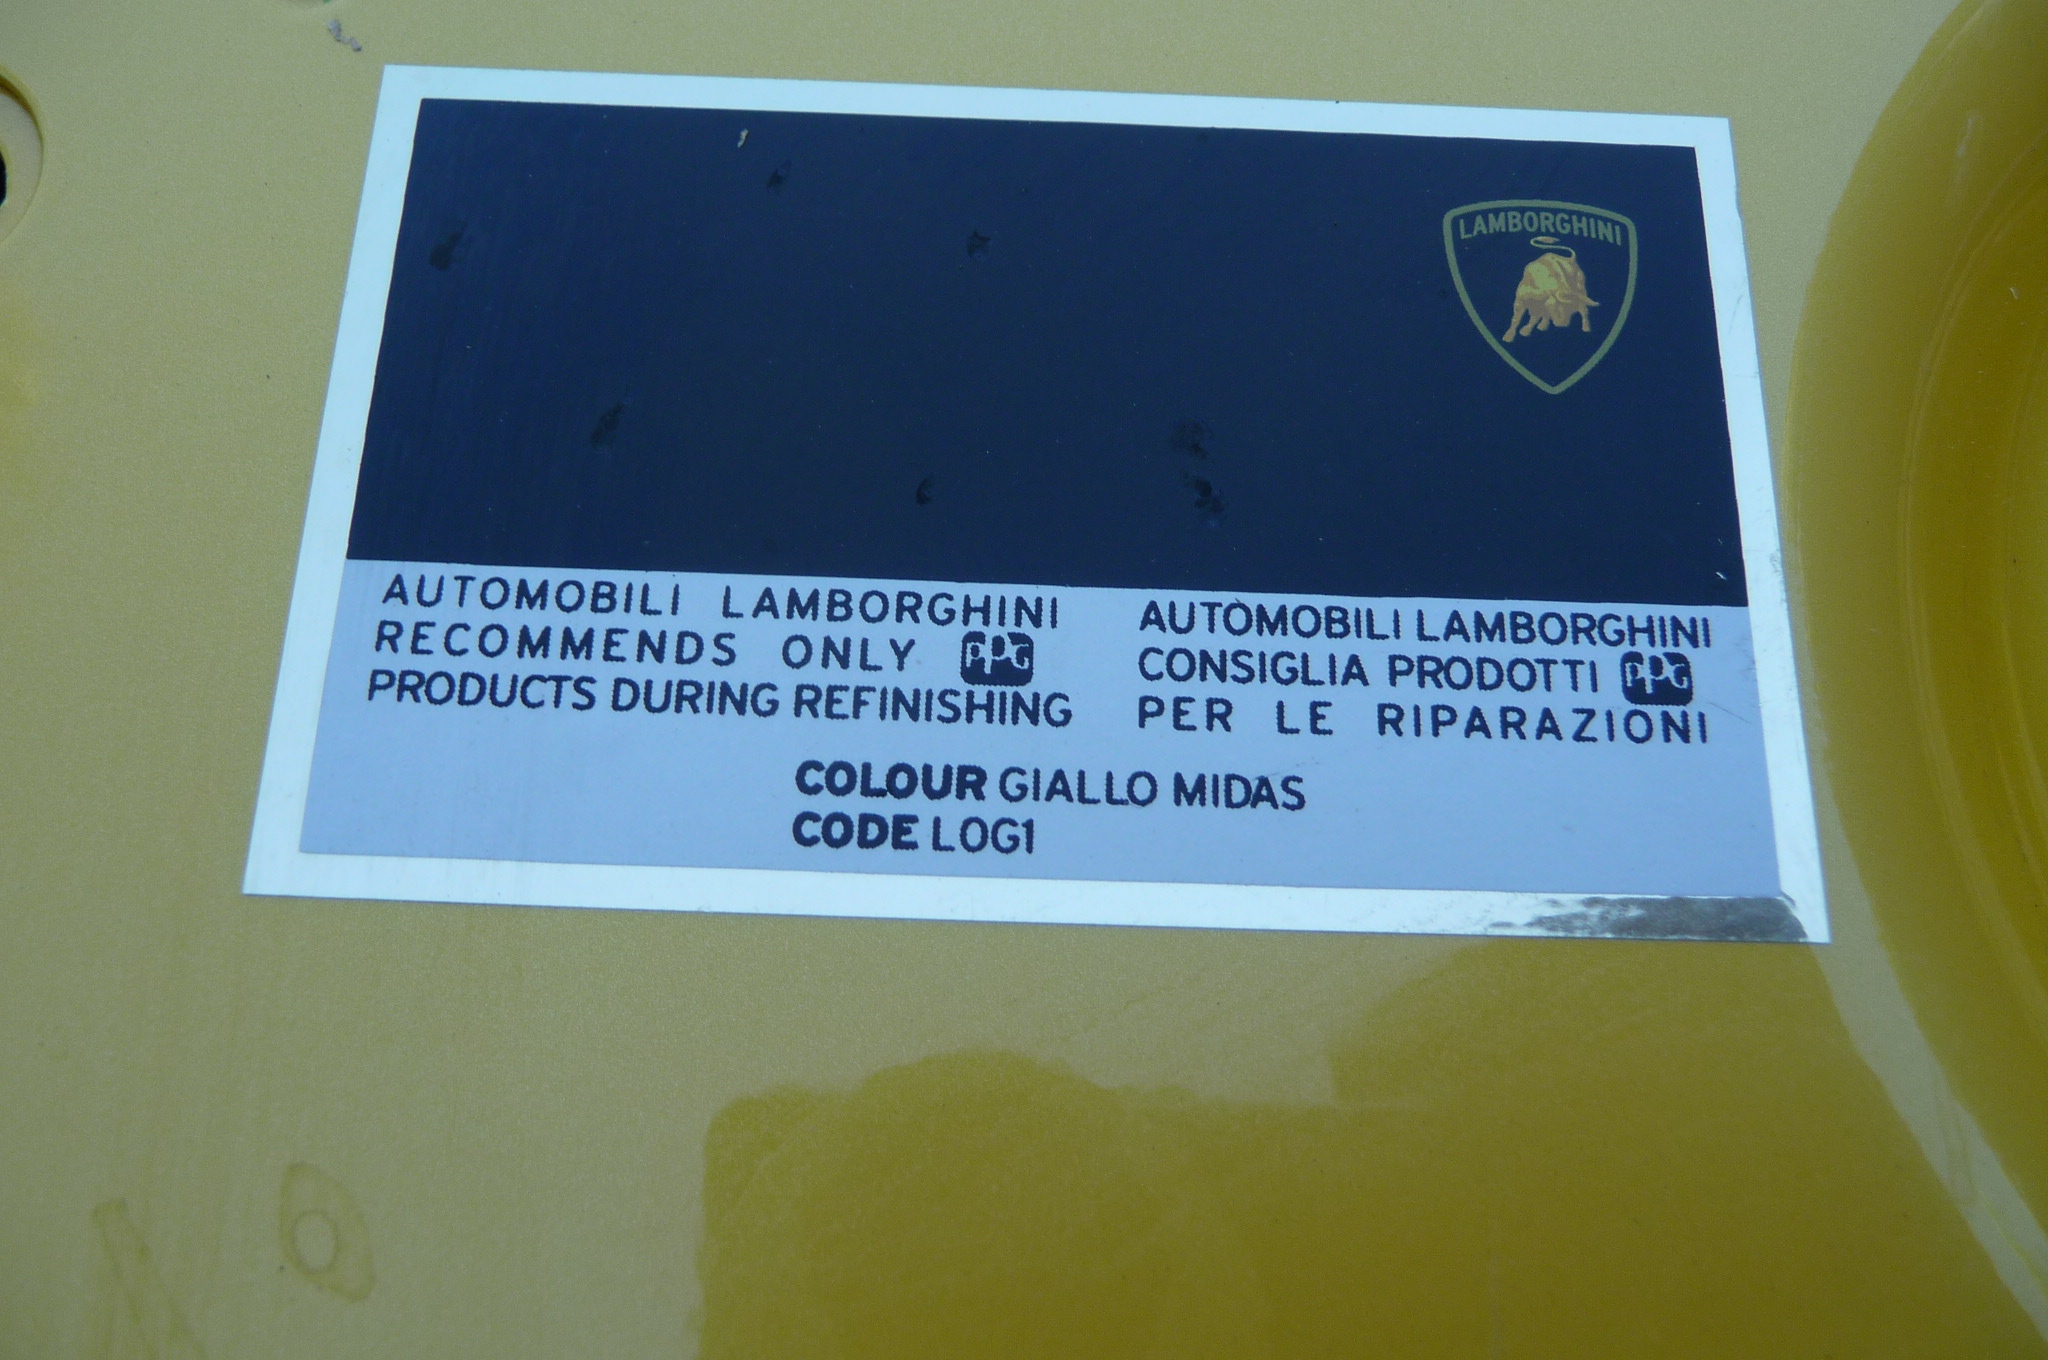 LAMBORGHINI
AUTOMOBILI LAMBORGHINI
RECOMMENDS ONLY PPG
PRODUCTS DURING REFINISHING
AUTOMOBILI LAMBORGHINI
CONSIGLIA PRODOTTI PPG
PER LE RIPARAZIONI
COLOUR GIALLO MIDAS
CODE L0G1